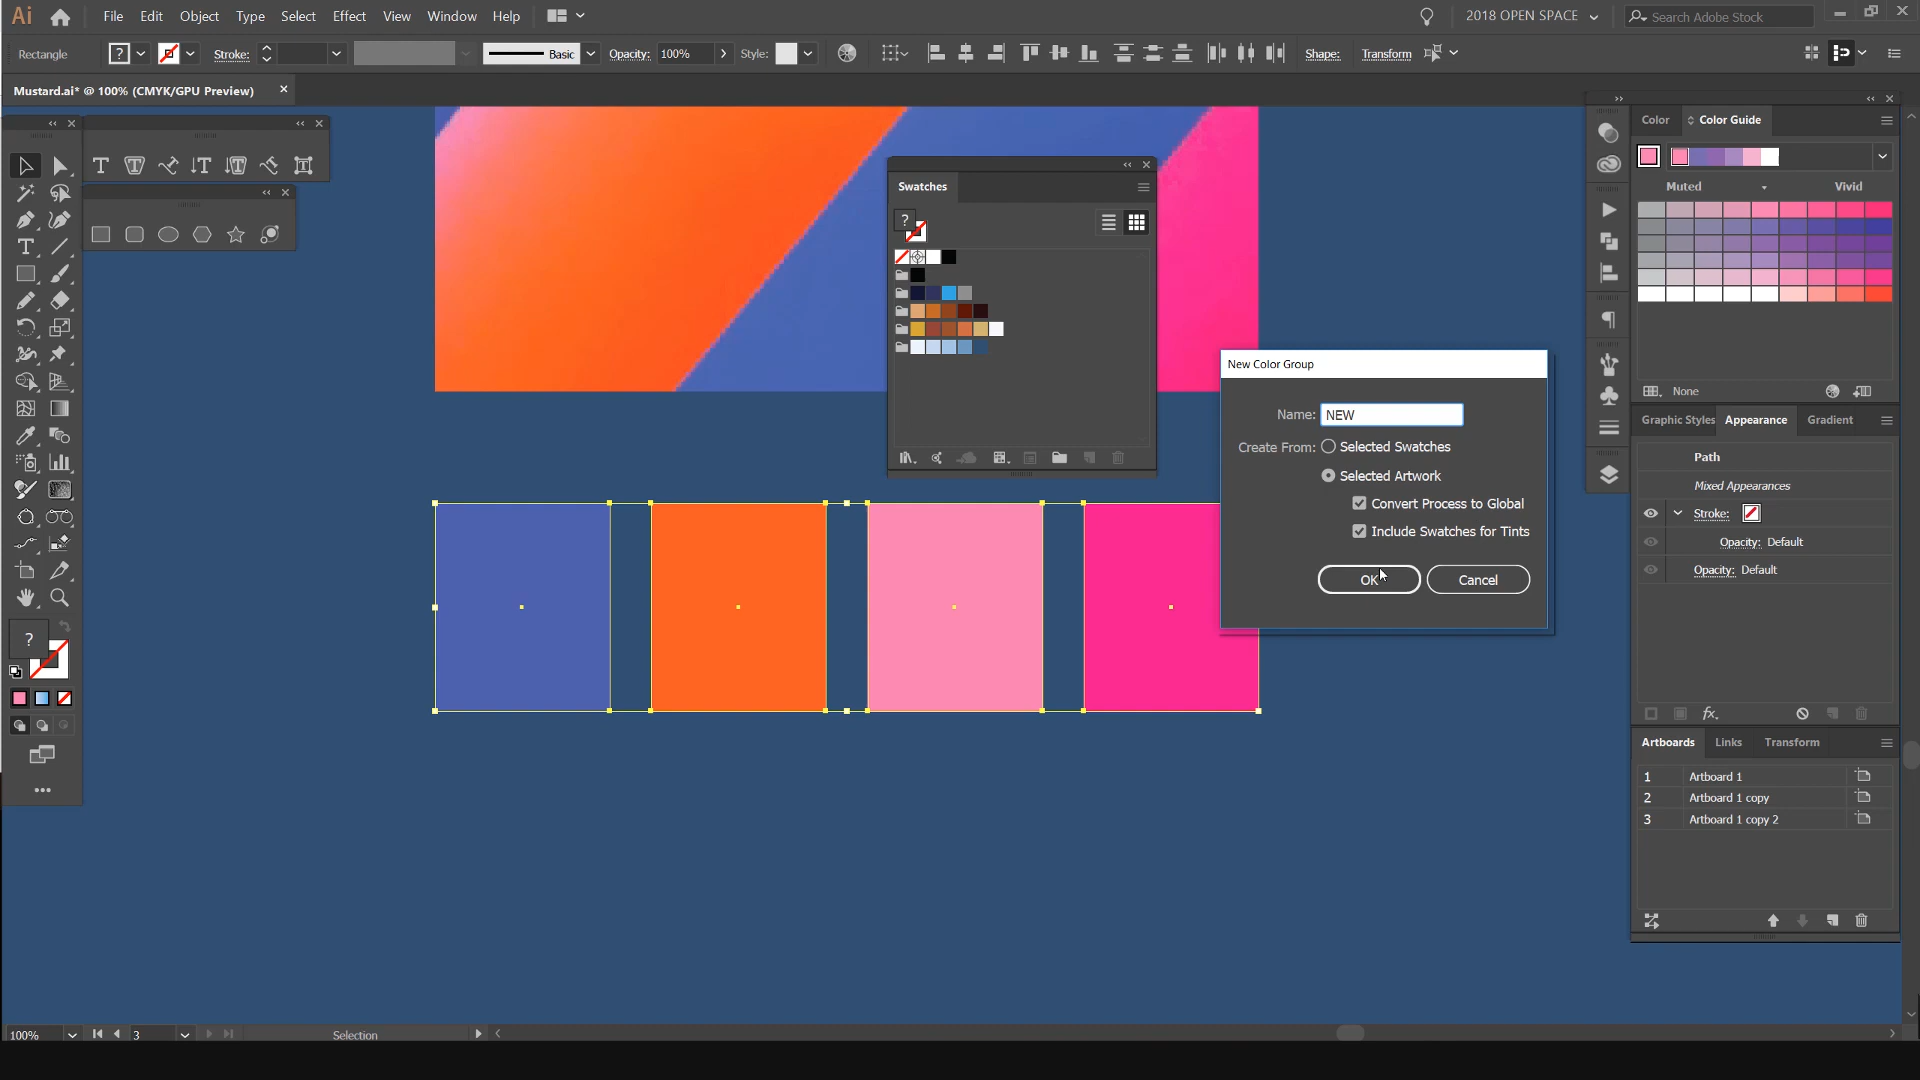 Ai File Edit Object Type Select Effect View Window Help 2018 OPEN SPACE Search Adobe Stock
Rectangle ? Stroke: Basic Opacity: 100% Style: Shape: Transform
Mustard.ai* @ 100% (CMYK/GPU Preview)
Color Color Guide
Swatches
?
Muted Vivid
New Color Group
Name: NEW
Create From: Selected Swatches
Selected Artwork
Convert Process to Global
Include Swatches for Tints
OK Cancel
None
Graphic Styles Appearance Gradient
Path
Mixed Appearances
Stroke:
Opacity: Default
Opacity: Default
fx.
Artboards Links Transform
1 Artboard 1
2 Artboard 1 copy
3 Artboard 1 copy 2
?
100% 3 Selection